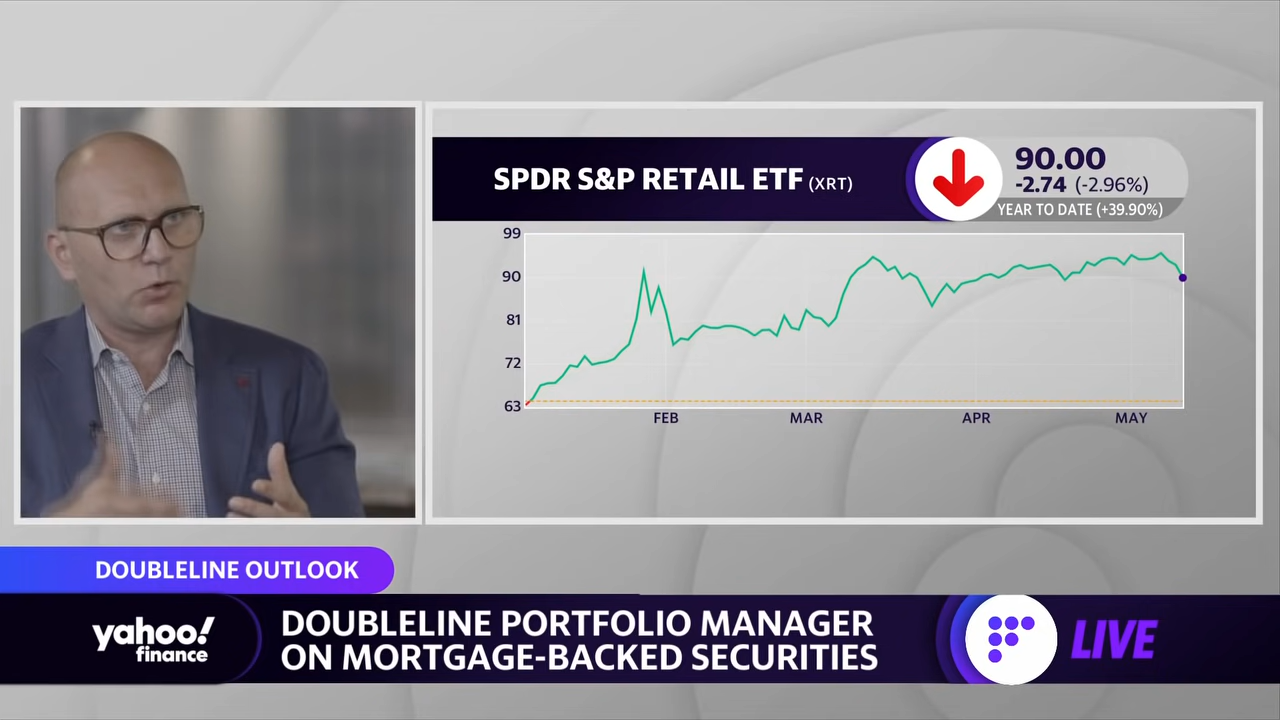 SPDR S&P RETAIL ETF (XRT)
90.00
-2.74 (-2.96%)
YEAR TO DATE (+39.90%)
99
90
81
72
63
FEB MAR APR MAY
DOUBLELINE OUTLOOK
yahoo!
finance
DOUBLELINE PORTFOLIO MANAGER
ON MORTGAGE-BACKED SECURITIES
LIVE